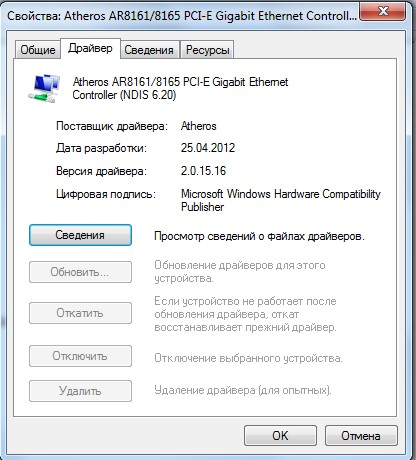 Свойства: Atheros AR8161/8165 PCI-E Gigabit Ethernet Controll...
Общие Драйвер Сведения Ресурсы
Atheros AR8161/8165 PCI-E Gigabit Ethernet
Controller (NDIS 6.20)
Поставщик драйвера: Atheros
Дата разработки: 25.04.2012
Версия драйвера: 2.0.15.16
Цифровая подпись: Microsoft Windows Hardware Compatibility
Publisher
Сведения Просмотр сведений о файлах драйверов.
Обновить... Обновление драйверов для этого
устройства.
Откатить Если устройство не работает после
обновления драйвера, откат
восстанавливает прежний драйвер.
Отключить Отключение выбранного устройства.
Удалить Удаление драйвера (для опытных).
OK Отмена